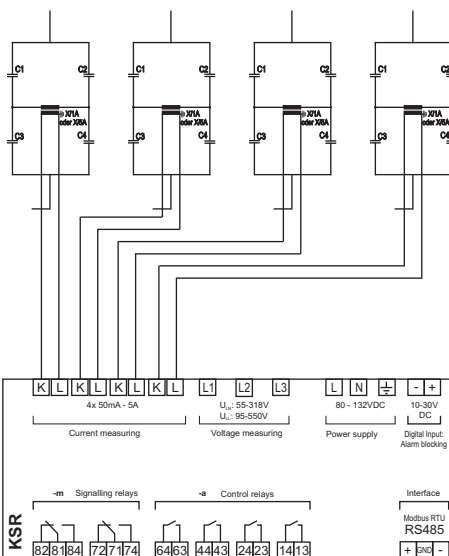 C1 C2 C1 C2 C1 C2 C1 C2
X/1A X/1A X/1A X/1A
oder X/5A oder X/5A oder X/5A oder X/5A
C3 C4 C3 C4 C3 C4 C3 C4
K L K L K L K L L1 L2 L3 L N - +
4x 50mA - 5A ULN: 55-318V 80 - 132VDC 10-30V
ULL: 95-550V DC
Current measuring Voltage measuring Power supply Digital Input:
Alarm blocking
-m Signalling relays -a Control relays Interface
Modbus RTU
RS485
KSR
82 81 84 72 71 74 64 63 44 43 24 23 14 13 + GND -